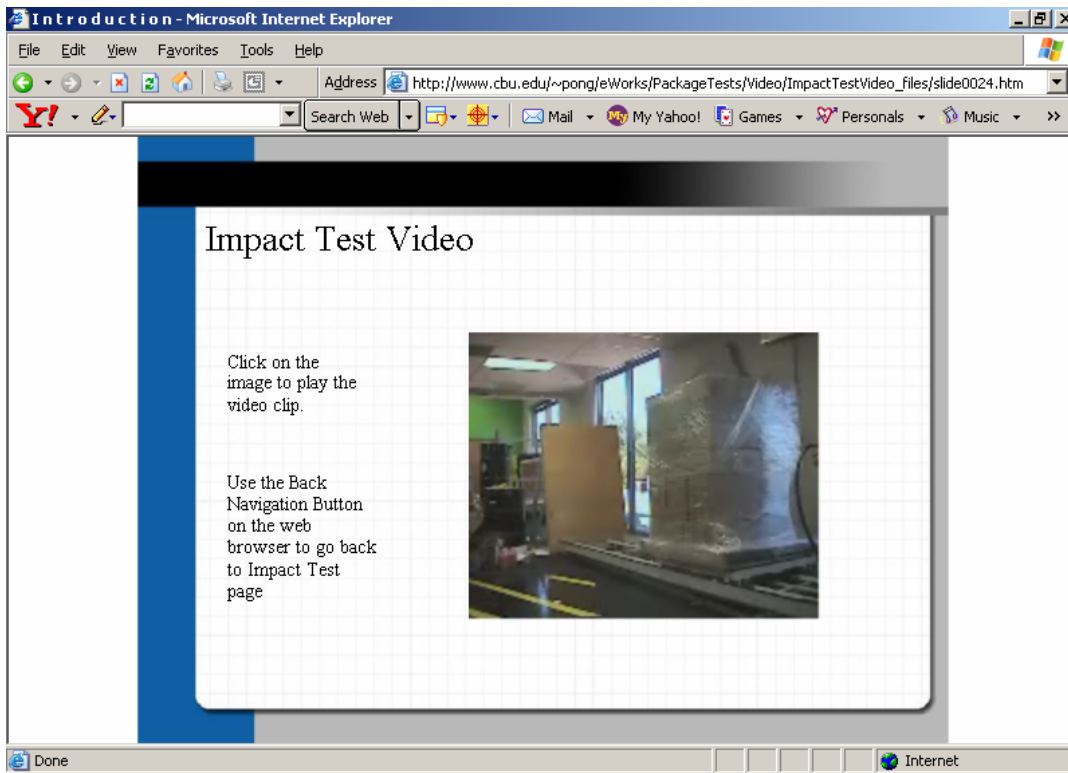 Introduction - Microsoft Internet Explorer
File Edit View Favorites Tools Help
Address http://www.cbu.edu/~pong/eWorks/PackageTests/Video/ImpactTestVideo_files/slide0024.htm
Y! Search Web Mail My My Yahoo! Games Personals Music >>
Impact Test Video
Click on the
image to play the
video clip.
Use the Back
Navigation Button
on the web
browser to go back
to Impact Test
page
Done Internet